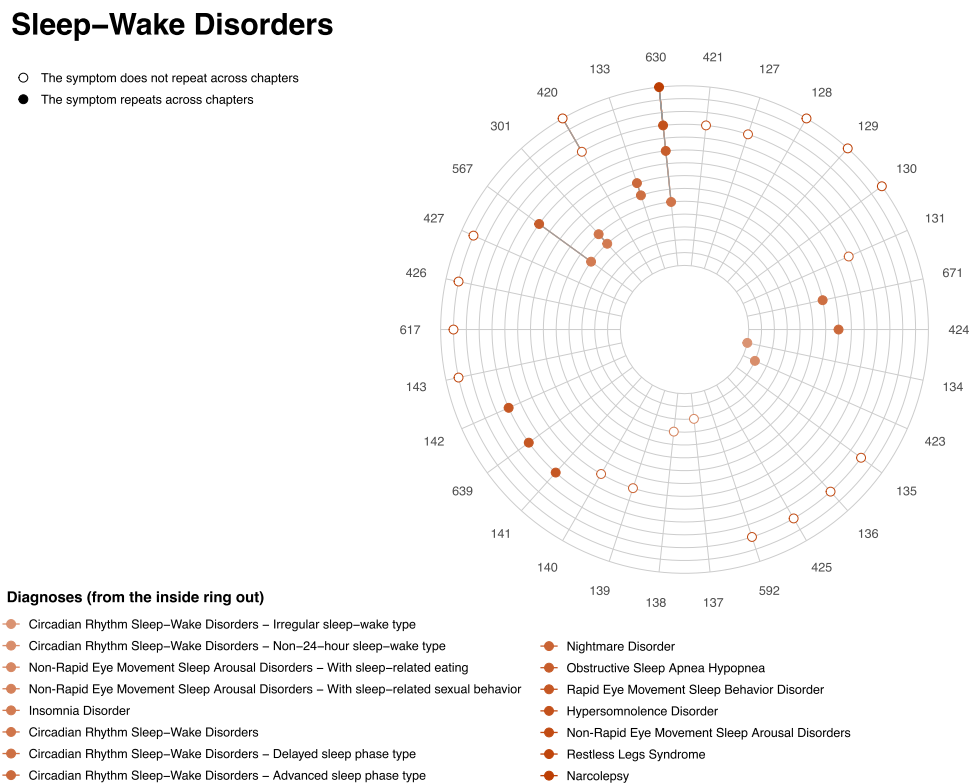 Sleep–Wake Disorders
The symptom does not repeat across chapters
The symptom repeats across chapters
630
421
127
128
129
130
131
671
424
134
423
135
136
425
592
137
138
139
140
141
639
142
143
617
426
427
567
301
420
133
Diagnoses (from the inside ring out)
Circadian Rhythm Sleep–Wake Disorders – Irregular sleep–wake type
Circadian Rhythm Sleep–Wake Disorders – Non–24–hour sleep–wake type
Non–Rapid Eye Movement Sleep Arousal Disorders – With sleep–related eating
Non–Rapid Eye Movement Sleep Arousal Disorders – With sleep–related sexual behavior
Insomnia Disorder
Circadian Rhythm Sleep–Wake Disorders
Circadian Rhythm Sleep–Wake Disorders – Delayed sleep phase type
Circadian Rhythm Sleep–Wake Disorders – Advanced sleep phase type
Nightmare Disorder
Obstructive Sleep Apnea Hypopnea
Rapid Eye Movement Sleep Behavior Disorder
Hypersomnolence Disorder
Non–Rapid Eye Movement Sleep Arousal Disorders
Restless Legs Syndrome
Narcolepsy